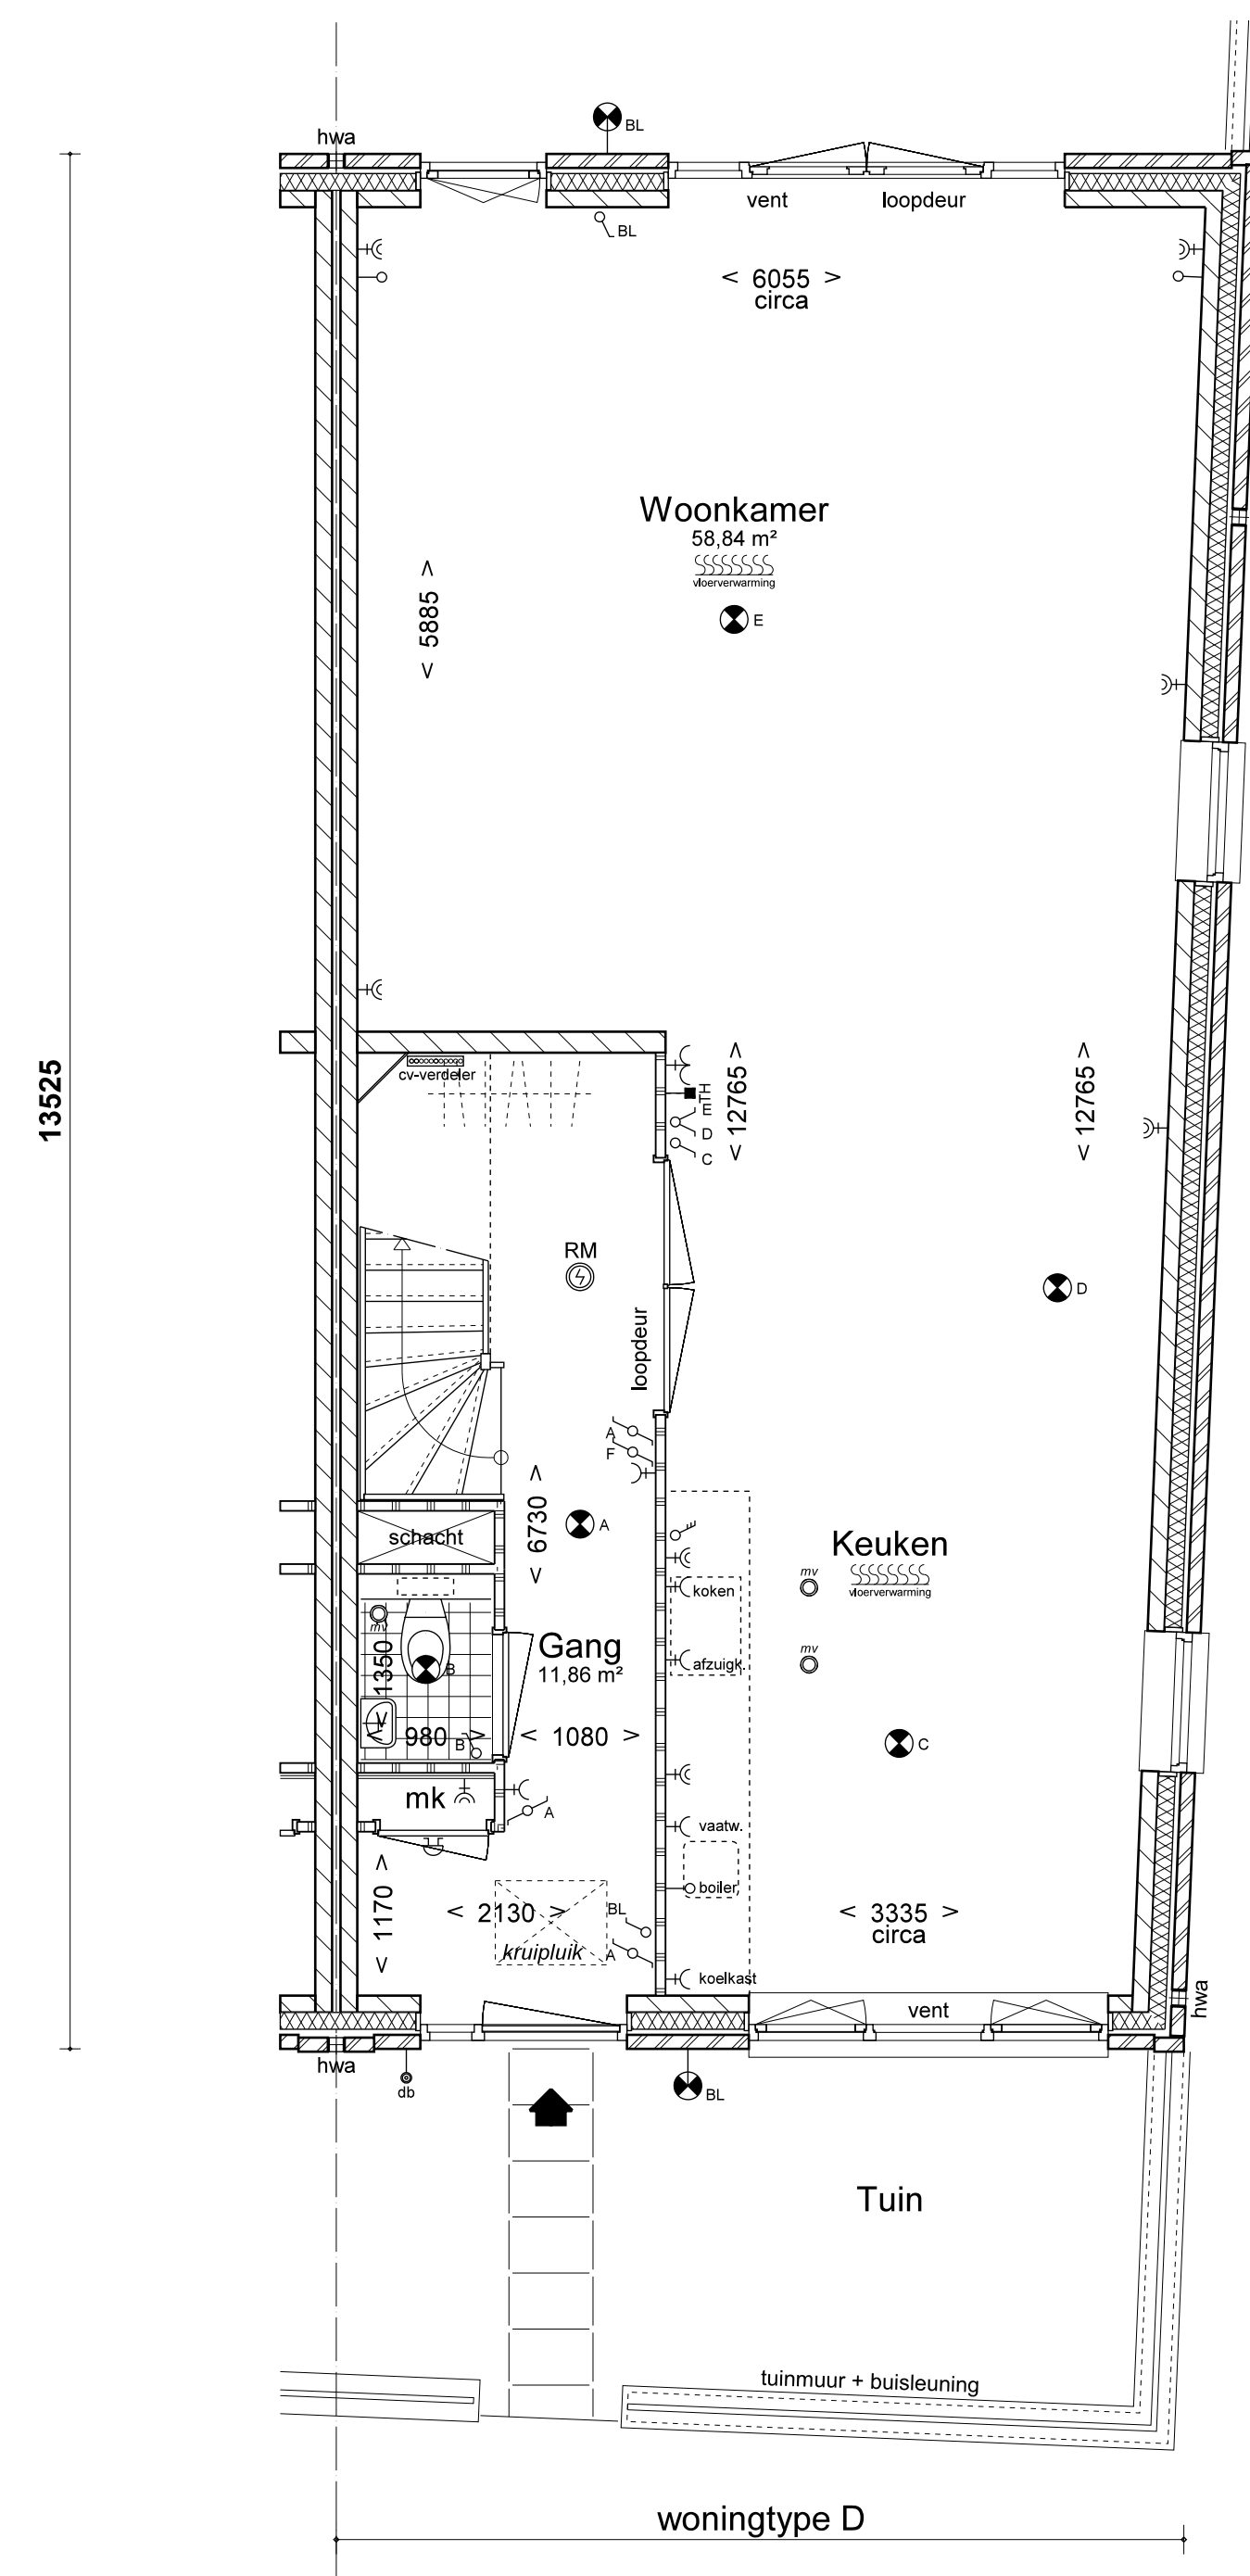 hwa
BL
vent
loopdeur
BL
< 6055 >
circa
Woonkamer
58,84 m²
vloerverwarming
E
< 5885 >
13525
cv-verdeler
TH
E
D
C
< 12765 >
< 12765 >
RM
D
loopdeur
A
F
< 6730 >
A
schacht
Keuken
vloerverwarming
mv
koken
mv
< 1350 >
B
Gang
11,86 m²
afzuigk.
mv
< 980 >
B
< 1080 >
C
mk
A
vaatw.
boiler
< 1170 >
< 2130 >
kruipluik
BL
A
< 3335 >
circa
koelkast
vent
hwa
hwa
db
BL
Tuin
tuinmuur + buisleuning
woningtype D